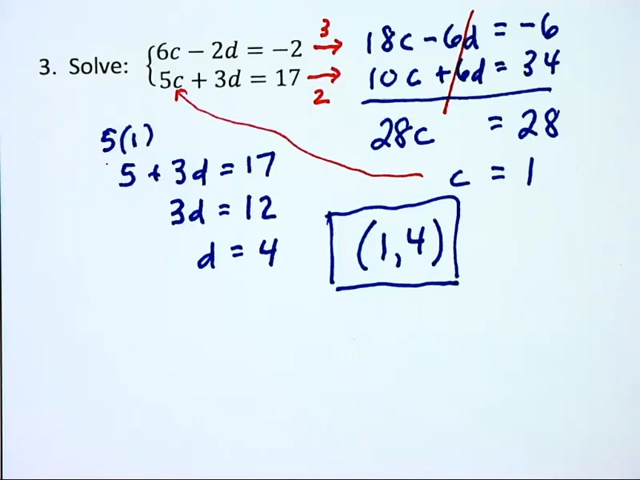 3. Solve: {6c − 2d = −2 3→ 18c − 6d = −6
5c + 3d = 17 2→ 10c + 6d = 34
28c = 28
c = 1
5(1)
5 + 3d = 17
3d = 12
d = 4
(1,4)